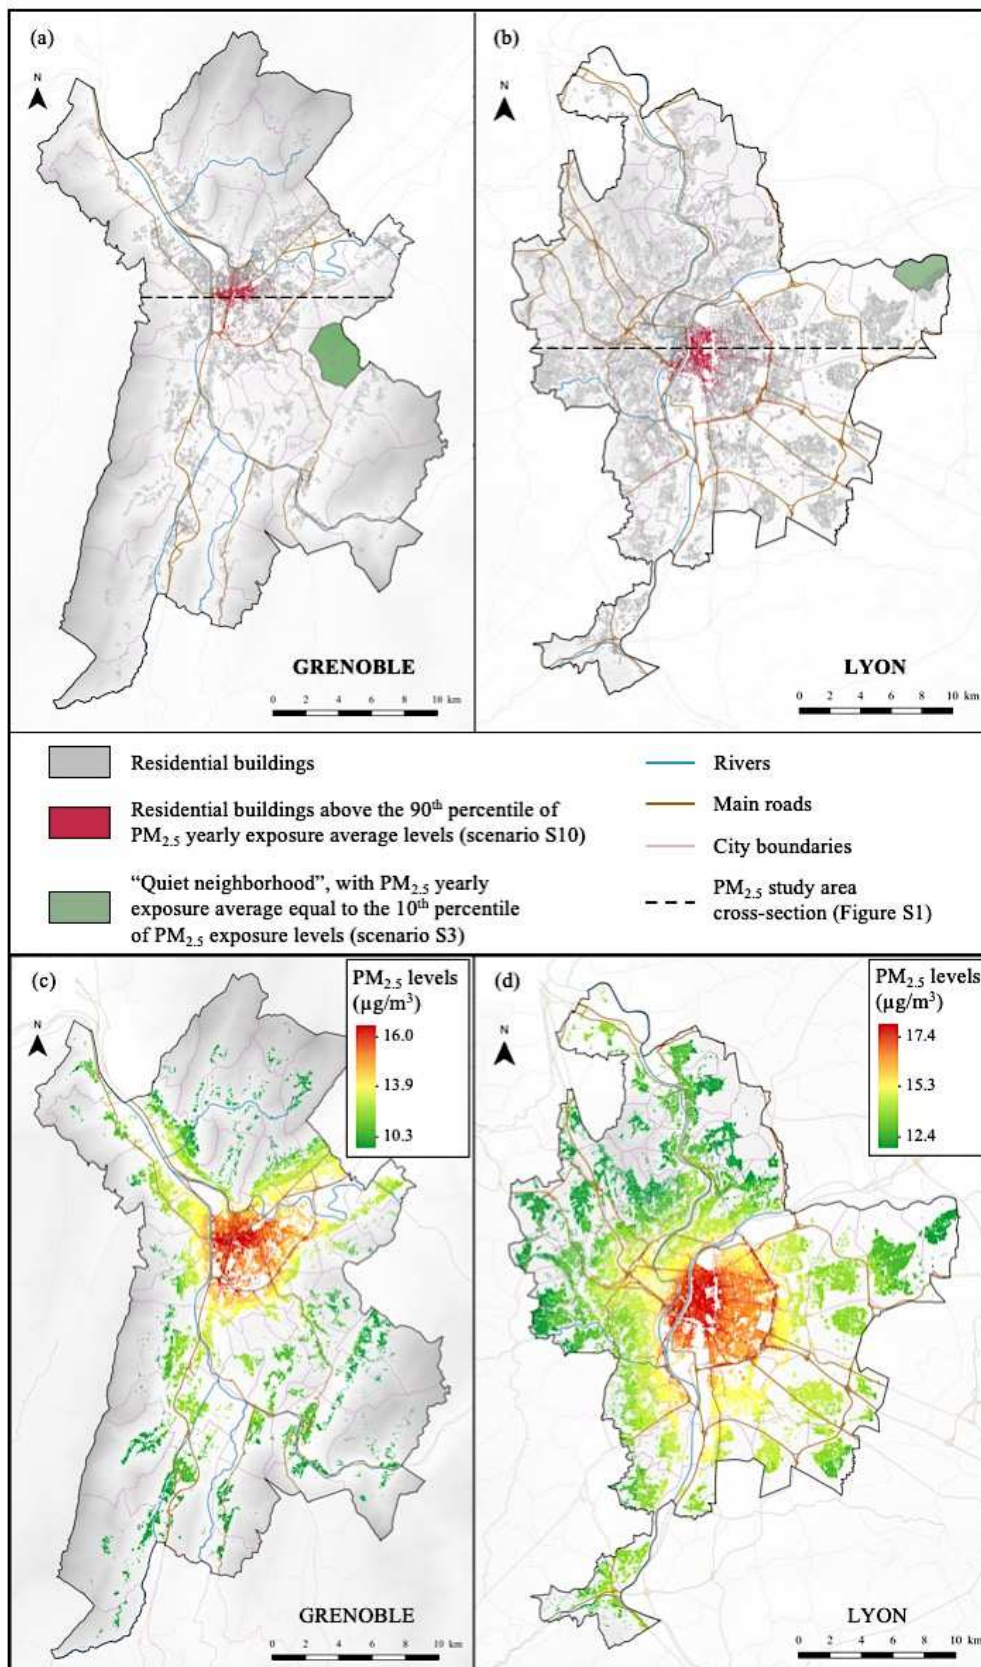 (a)
N
GRENOBLE
0 2 4 6 8 10 km
(b)
N
LYON
0 2 4 6 8 10 km
Residential buildings
Residential buildings above the 90th percentile of
PM2.5 yearly exposure average levels (scenario S10)
“Quiet neighborhood”, with PM2.5 yearly
exposure average equal to the 10th percentile
of PM2.5 exposure levels (scenario S3)
Rivers
Main roads
City boundaries
PM2.5 study area
cross-section (Figure S1)
(c)
N
PM2.5 levels
(µg/m3)
16.0
13.9
10.3
GRENOBLE
0 2 4 6 8 10 km
(d)
N
PM2.5 levels
(µg/m3)
17.4
15.3
12.4
LYON
0 2 4 6 8 10 km